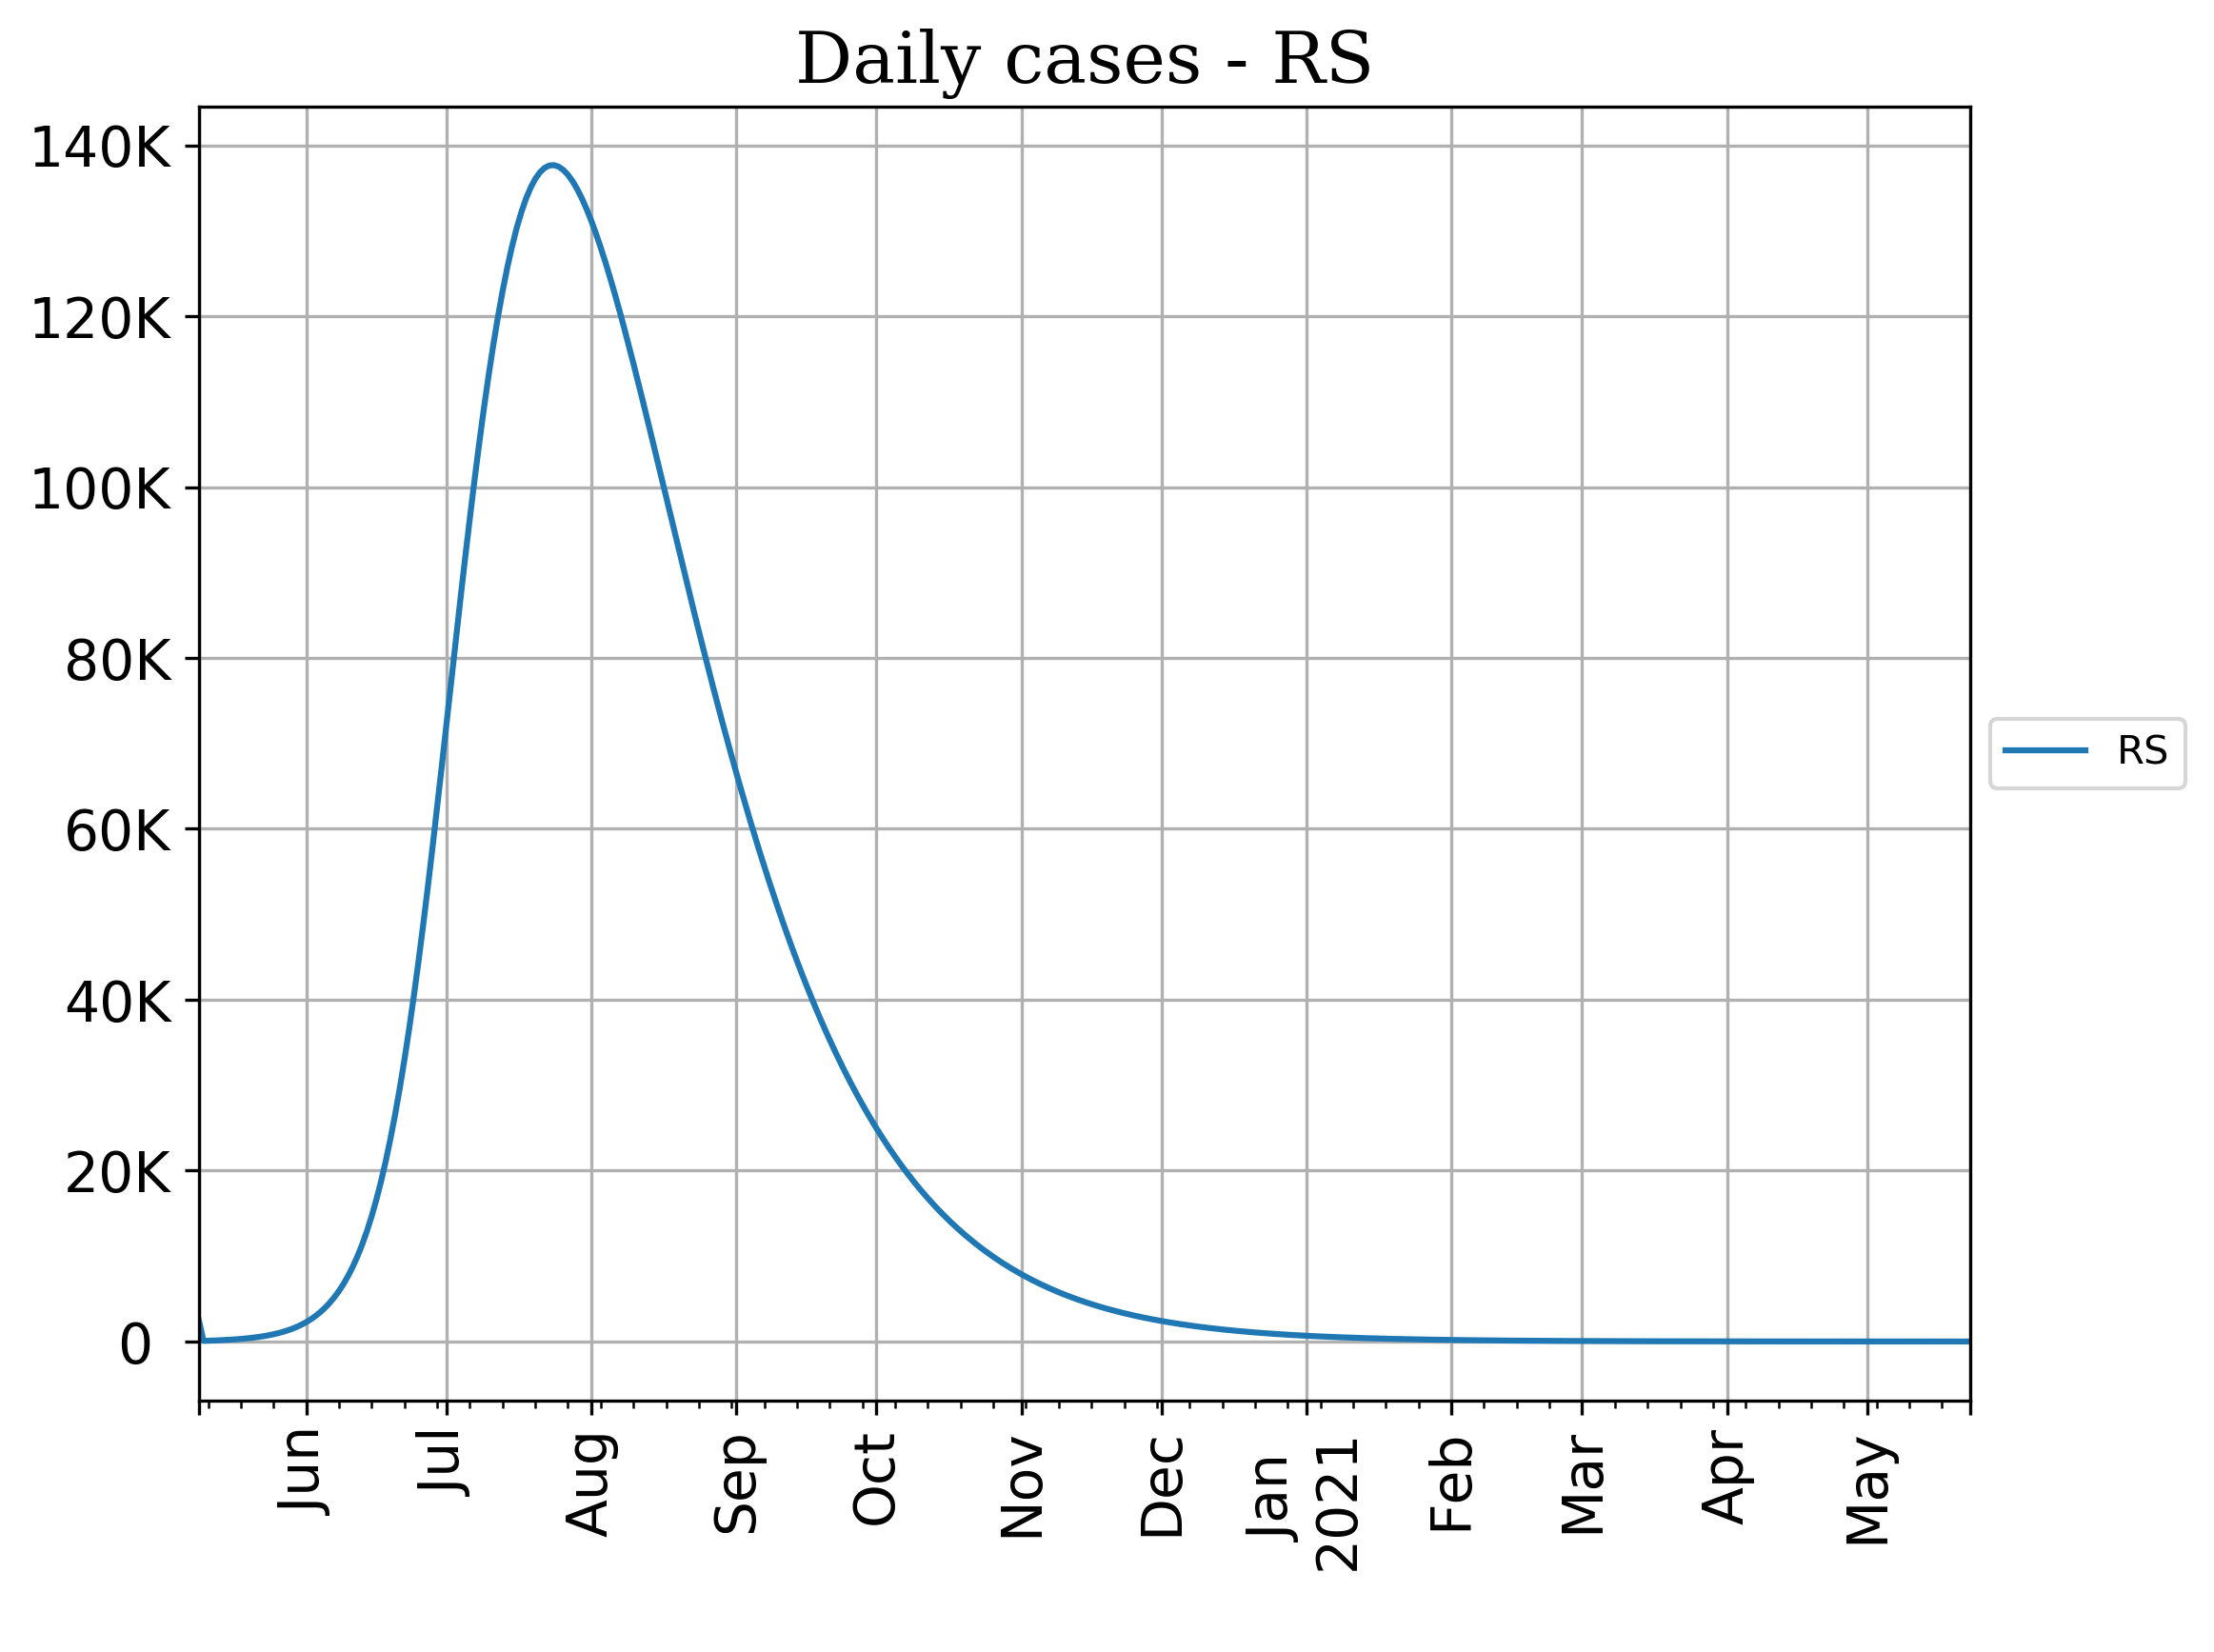 Daily cases - RS
140K
120K
100K
80K
60K
40K
20K
0
RS
Jun
Jul
Aug
Sep
Oct
Nov
Dec
Jan
2021
Feb
Mar
Apr
May